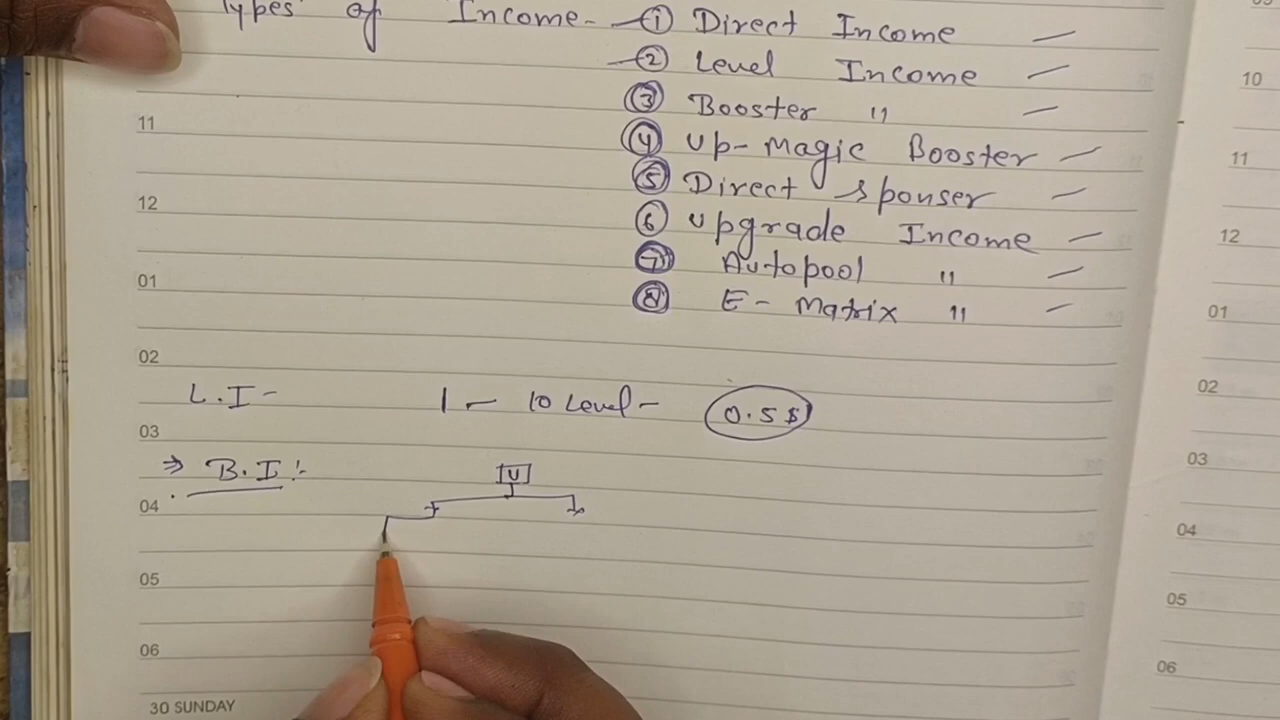 Types of Income - ① Direct Income —
② Level Income —
③ Booster " —
④ Up-Magic Booster —
⑤ Direct Sponser —
⑥ Upgrade Income —
⑦ Autopool " —
⑧ E-Matrix " —
L.I - 1 - 10 Level - 0.5$
⇒ B.I :-
U
11
12
01
02
03
04
05
06
30 SUNDAY
10
11
12
01
02
03
04
05
06